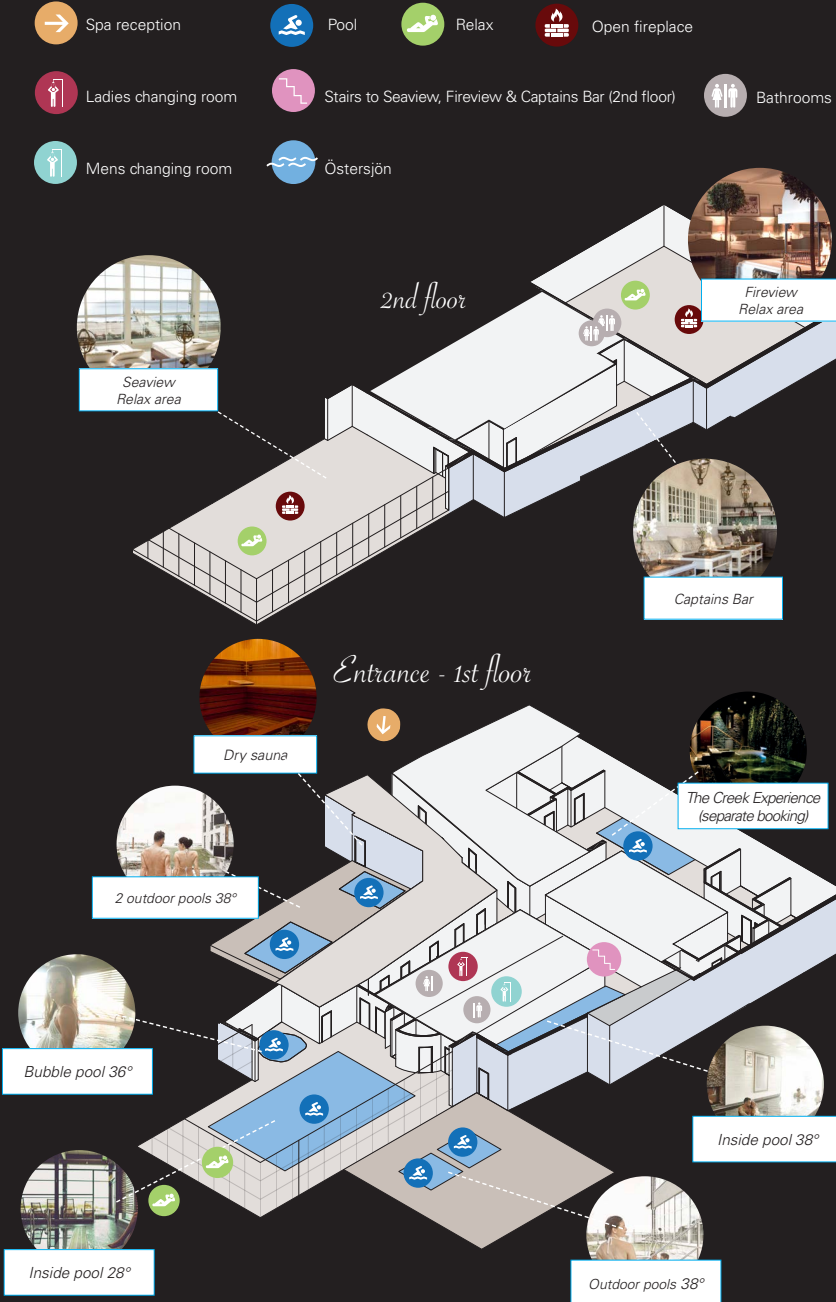 Spa reception
Pool
Relax
Open fireplace
Ladies changing room
Stairs to Seaview, Fireview & Captains Bar (2nd floor)
Bathrooms
Mens changing room
Östersjön
2nd floor
Fireview
Relax area
Seaview
Relax area
Captains Bar
Entrance - 1st floor
Dry sauna
The Creek Experience
(separate booking)
2 outdoor pools 38°
Bubble pool 36°
Inside pool 38°
Inside pool 28°
Outdoor pools 38°